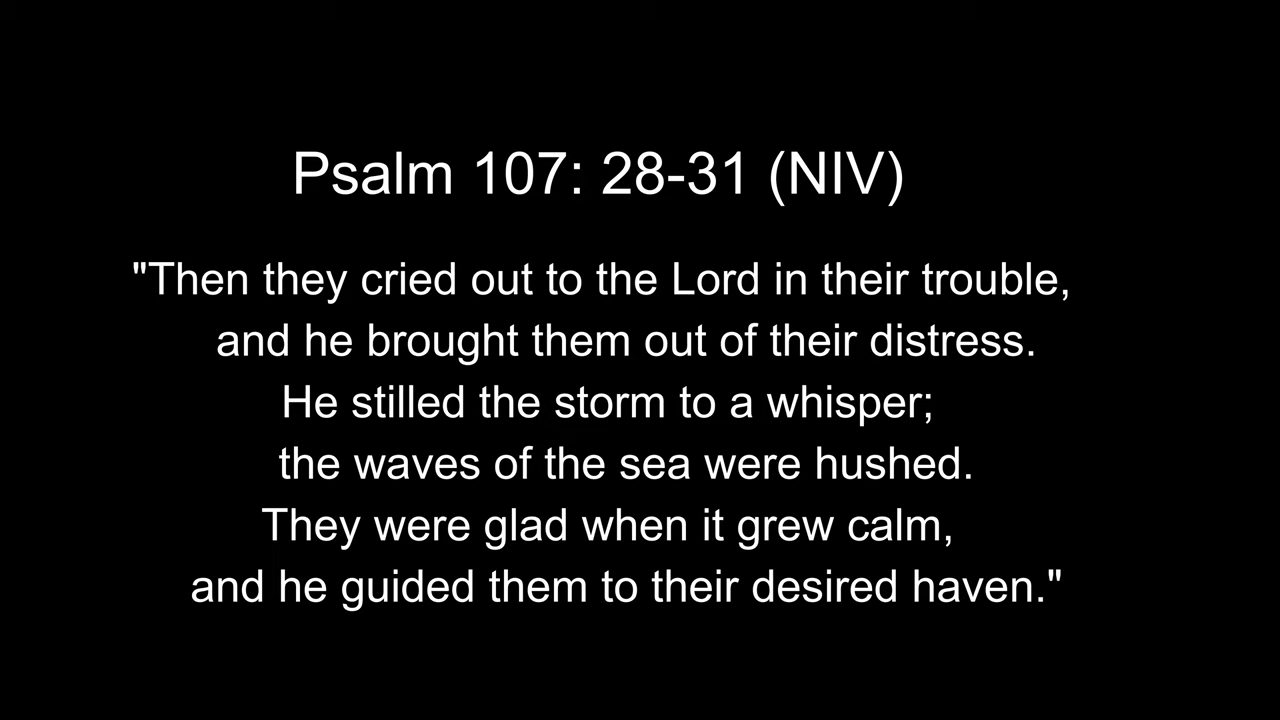 Psalm 107: 28-31 (NIV)
"Then they cried out to the Lord in their trouble,
and he brought them out of their distress.
He stilled the storm to a whisper;
the waves of the sea were hushed.
They were glad when it grew calm,
and he guided them to their desired haven."